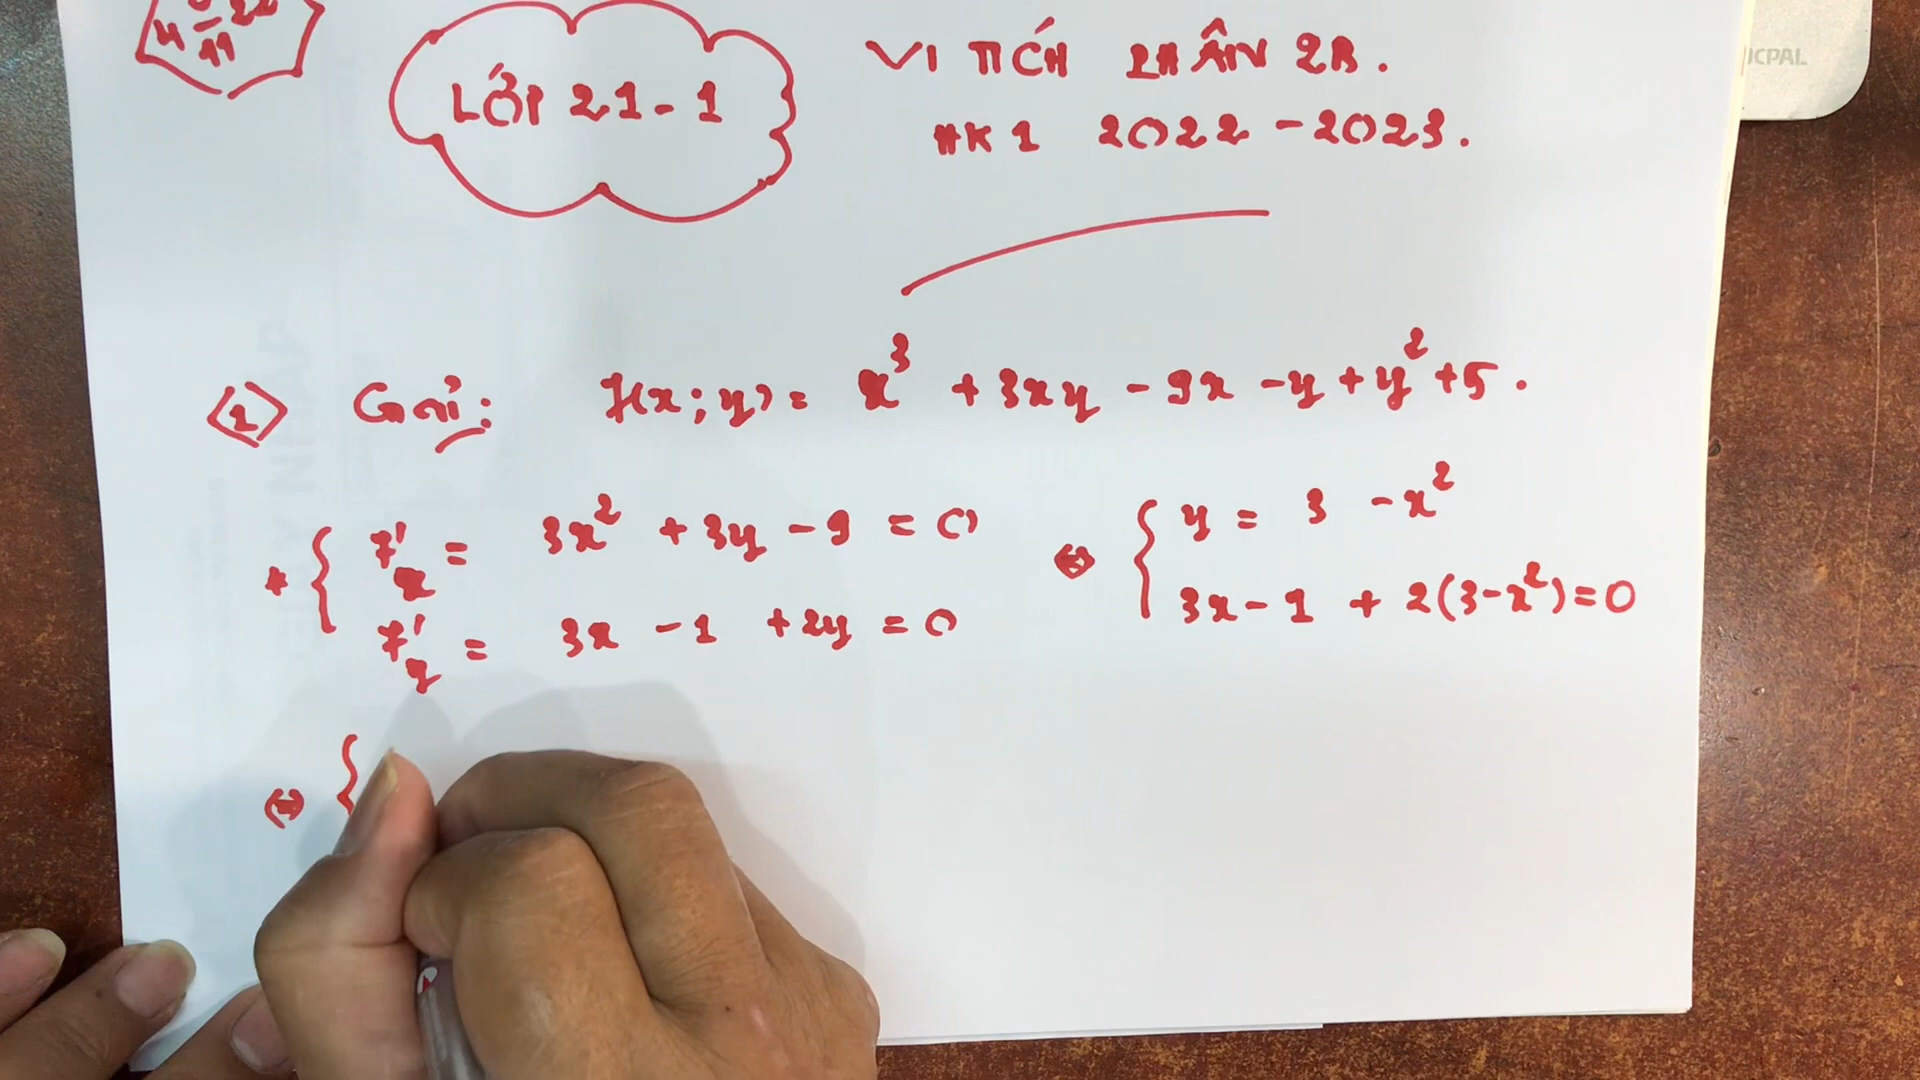 LỚP 21-1
VI TÍCH PHÂN 2B.
HK1 2022-2023.
Giải: f(x;y) = x³ + 3xy - 9x - y + y² + 5.
* { f'x = 3x² + 3y - 9 = 0
f'y = 3x - 1 + 2y = 0
⇔ { y = 3 - x²
3x - 1 + 2(3 - x²) = 0
⇔ {